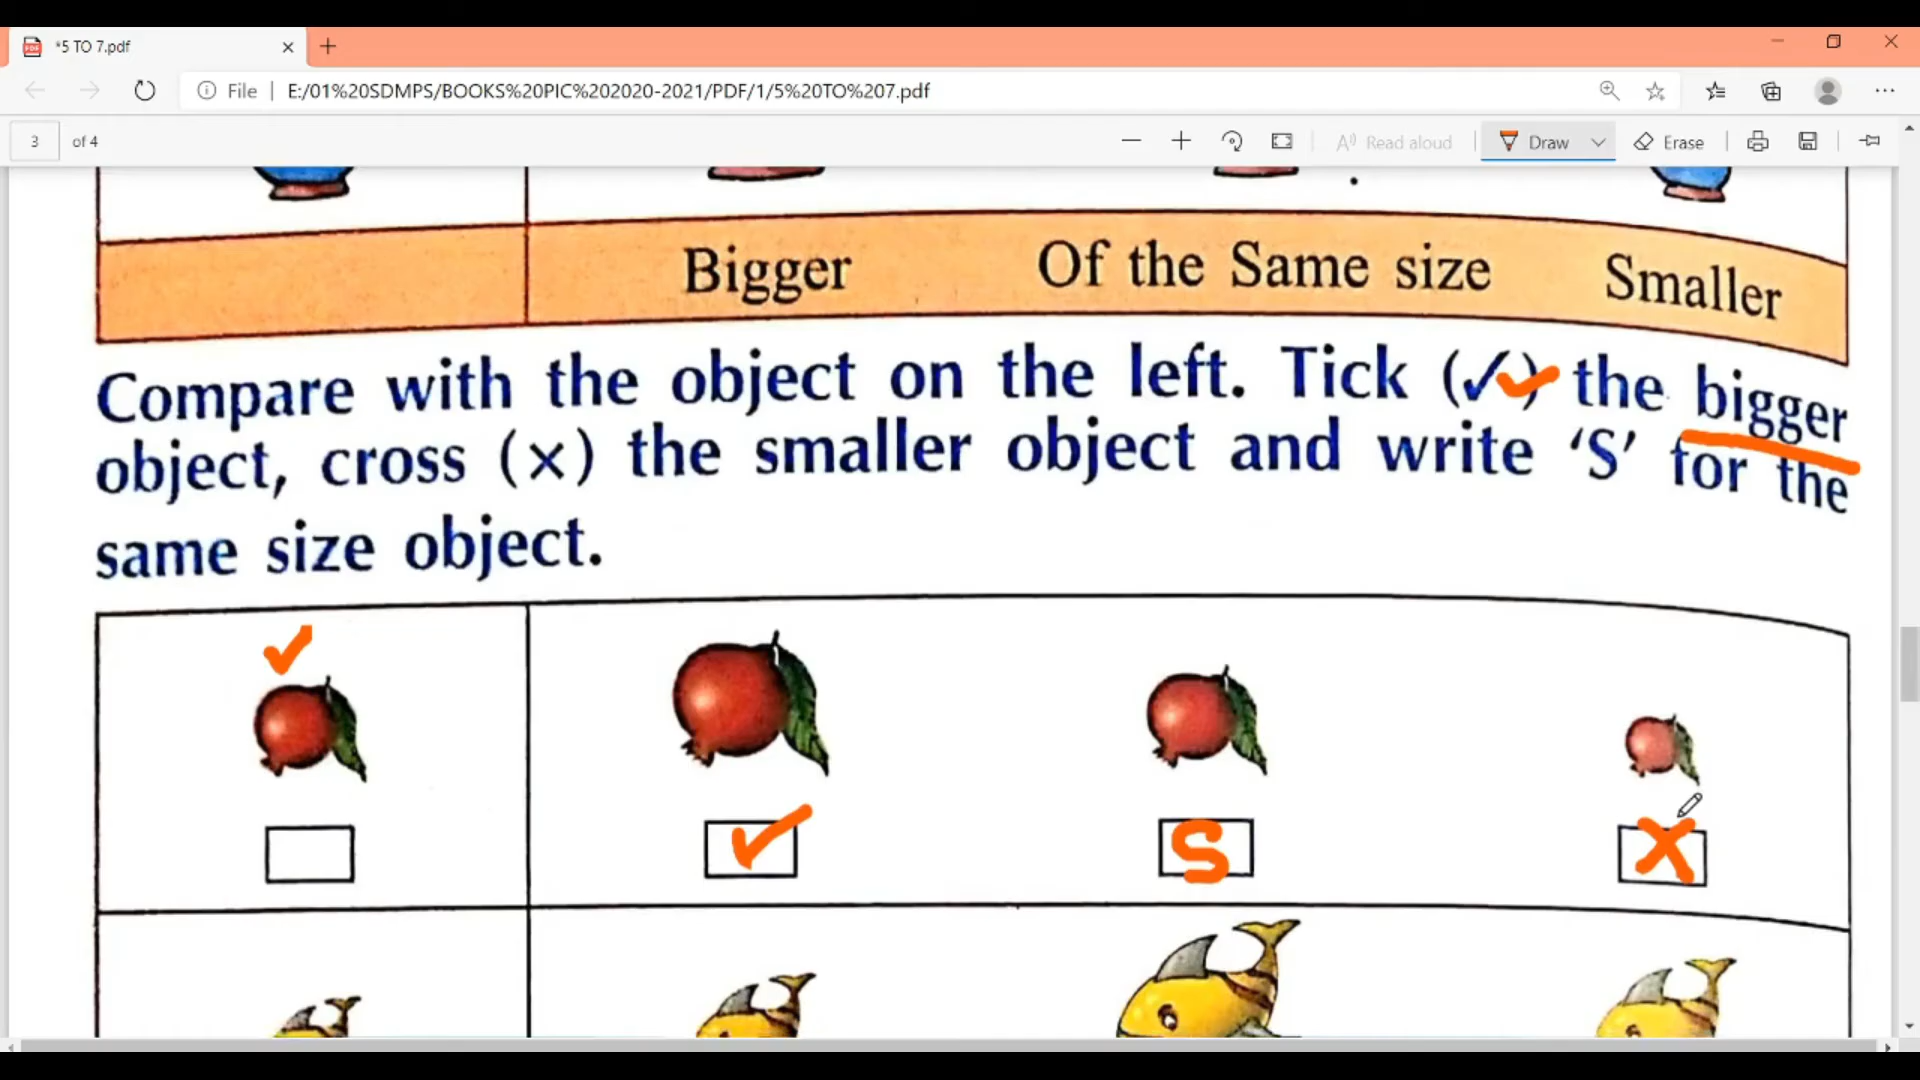 *5 TO 7.pdf
File | E:/01%20SDMPS/BOOKS%20PIC%202020-2021/PDF/1/5%20TO%207.pdf
3 of 4
Read aloud Draw Erase
Bigger Of the Same size Smaller
Compare with the object on the left. Tick (✓) the bigger
object, cross (×) the smaller object and write ‘S’ for the
same size object.
✓
✓ S X